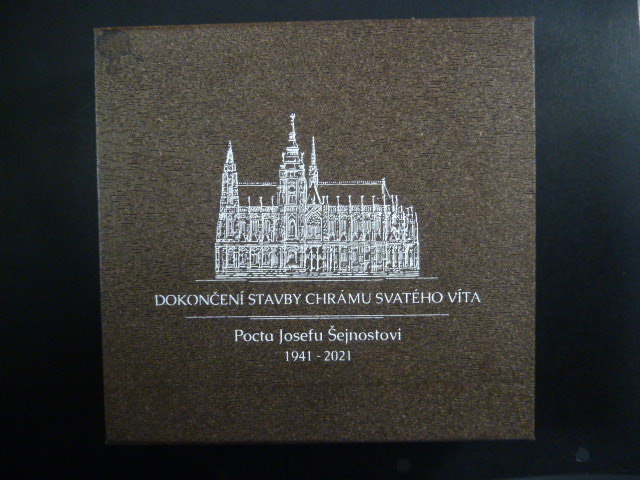 DOKONČENÍ STAVBY CHRÁMU SVATÉHO VÍTA
Pocta Josefu Šejnostovi
1941 - 2021